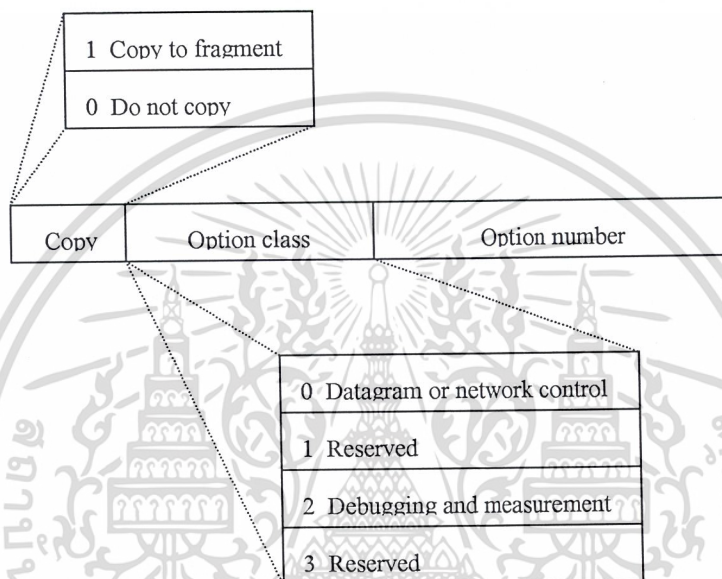 1 Copy to fragment
0 Do not copy
Copy Option class Option number
0 Datagram or network control
1 Reserved
2 Debugging and measurement
3 Reserved